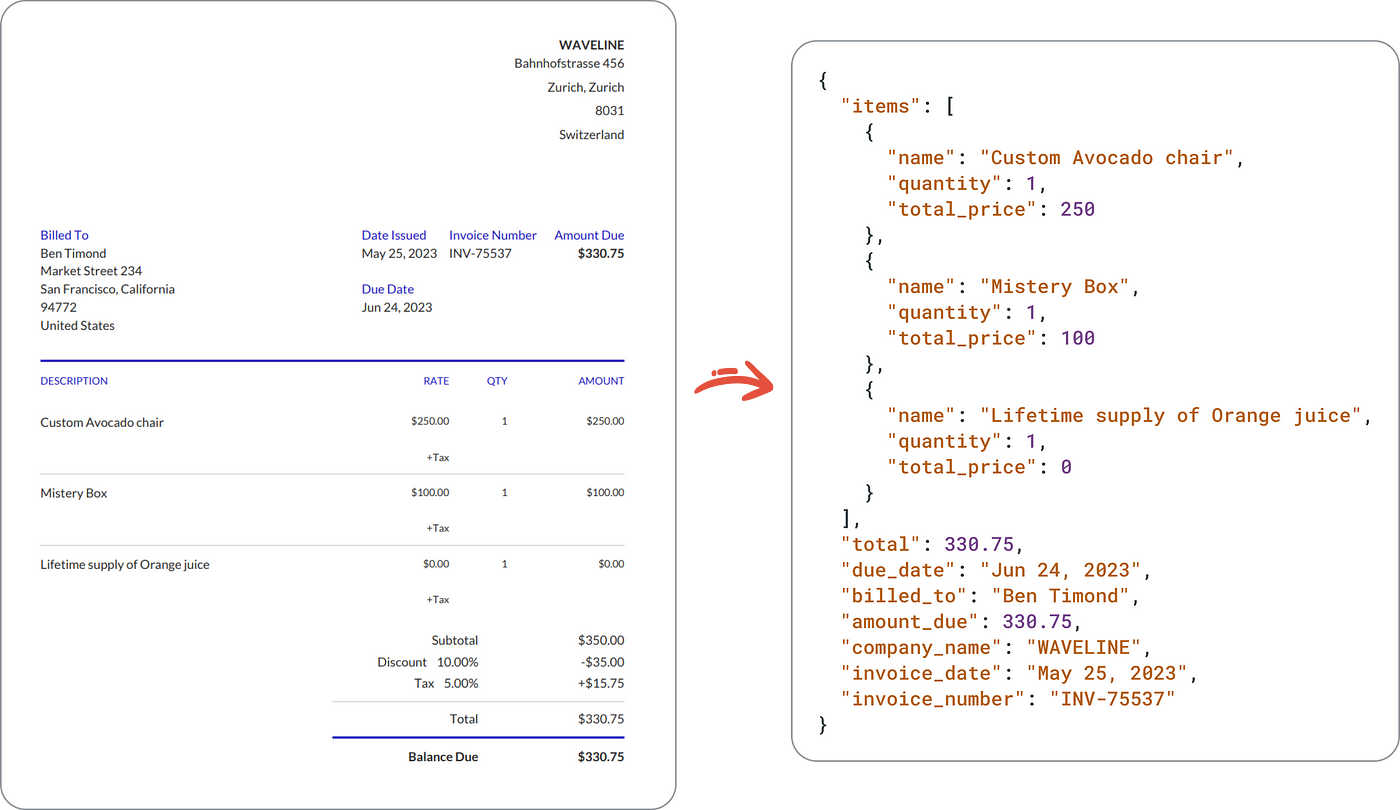 WAVELINE
Bahnhofstrasse 456
Zurich, Zurich
8031
Switzerland
Billed To
Ben Timond
Market Street 234
San Francisco, California
94772
United States
Date Issued Invoice Number Amount Due
May 25, 2023 INV-75537 $330.75
Due Date
Jun 24, 2023
DESCRIPTION RATE QTY AMOUNT
Custom Avocado chair $250.00 1 $250.00
+Tax
Mistery Box $100.00 1 $100.00
+Tax
Lifetime supply of Orange juice $0.00 1 $0.00
+Tax
Subtotal $350.00
Discount 10.00% -$35.00
Tax 5.00% +$15.75
Total $330.75
Balance Due $330.75
{
  "items": [
    {
      "name": "Custom Avocado chair",
      "quantity": 1,
      "total_price": 250
    },
    {
      "name": "Mistery Box",
      "quantity": 1,
      "total_price": 100
    },
    {
      "name": "Lifetime supply of Orange juice",
      "quantity": 1,
      "total_price": 0
    }
  ],
  "total": 330.75,
  "due_date": "Jun 24, 2023",
  "billed_to": "Ben Timond",
  "amount_due": 330.75,
  "company_name": "WAVELINE",
  "invoice_date": "May 25, 2023",
  "invoice_number": "INV-75537"
}